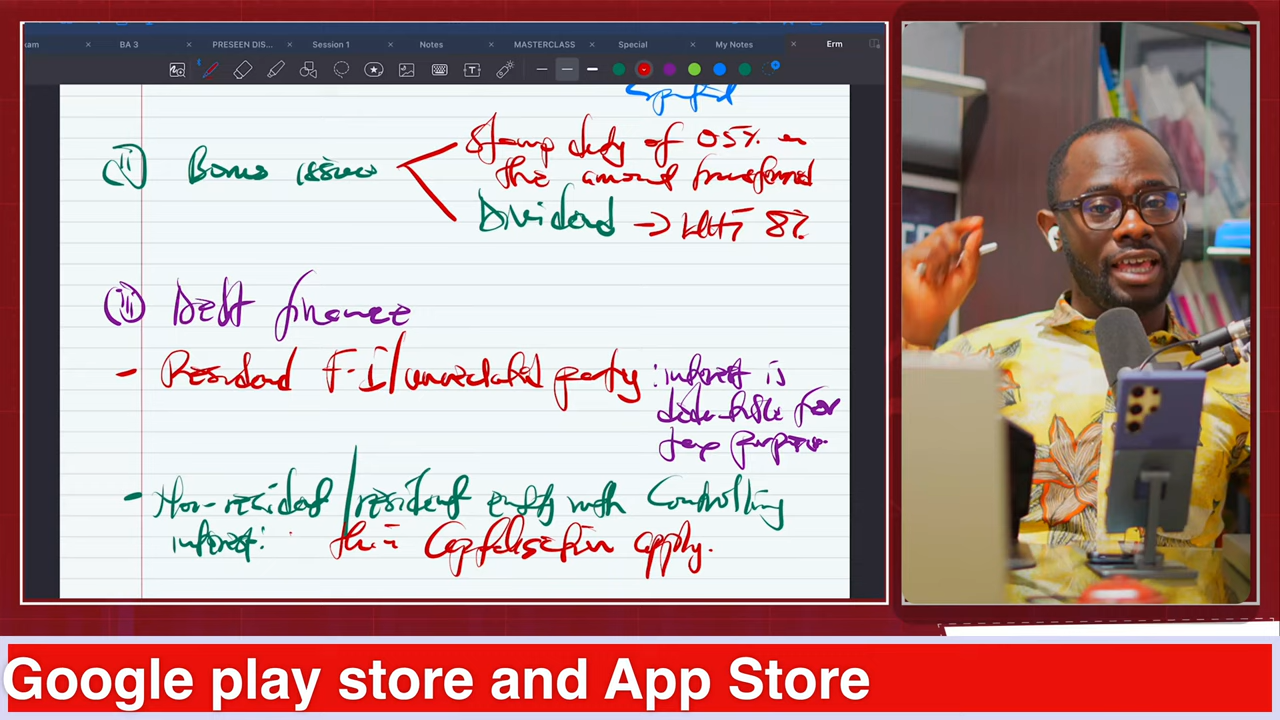 BA 3
PRESEEN DIS...
Session 1
Notes
MASTERCLASS
Special
My Notes
Erm
(ii) Bonus issues
Stamp duty of 0.5% on
the amount transferred
Dividend → WHT 8%
(iii) Debt finance
- Resident F-I/unrelated party: interest is
deductible for
tax purposes
- Non-resident/resident entity with Controlling
interest: thin Capitalisation apply.
Google play store and App Store